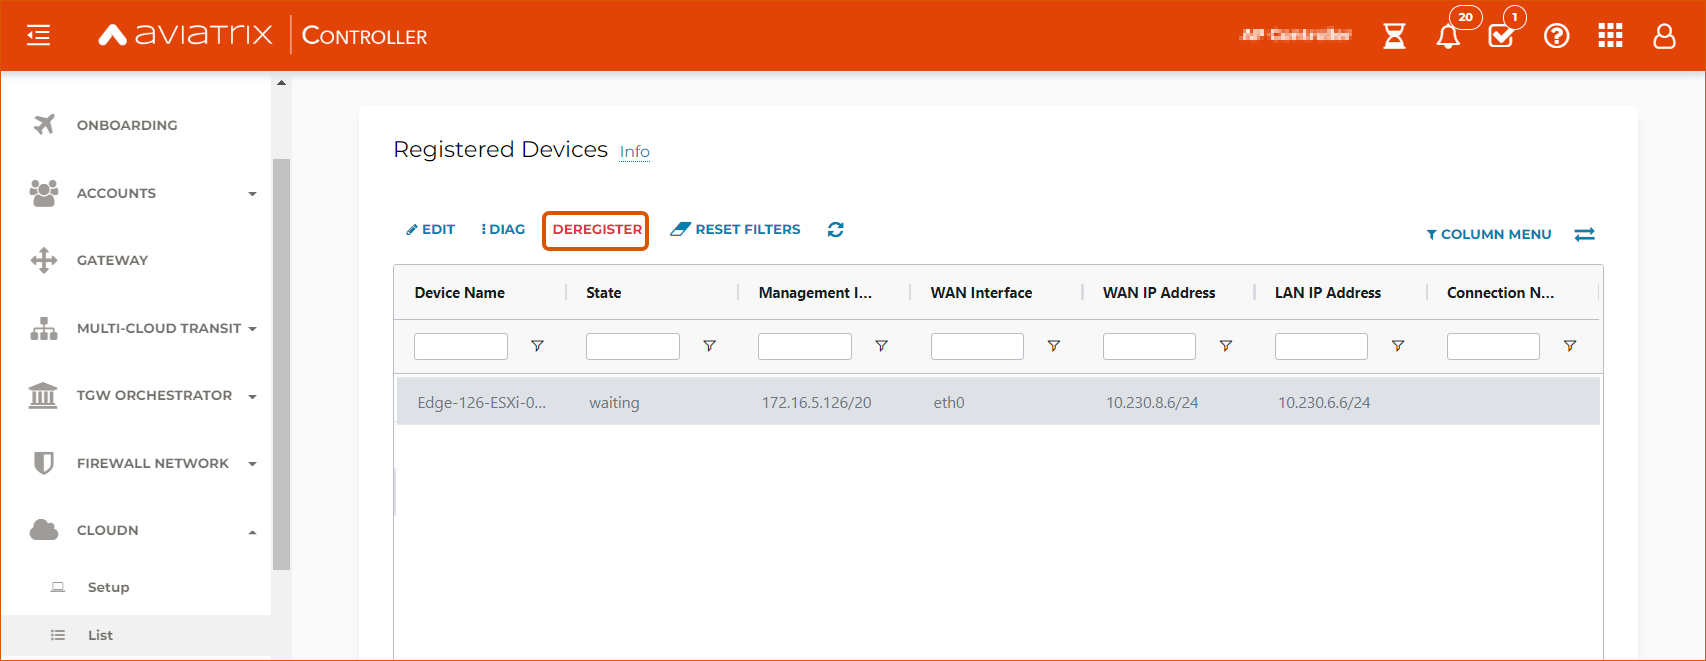 aviatrix CONTROLLER
20
1
ONBOARDING
ACCOUNTS
GATEWAY
MULTI-CLOUD TRANSIT
TGW ORCHESTRATOR
FIREWALL NETWORK
CLOUDN
Setup
List
Registered Devices Info
EDIT DIAG DEREGISTER RESET FILTERS
COLUMN MENU
Device Name State Management I... WAN Interface WAN IP Address LAN IP Address Connection N...
Edge-126-ESXi-0... waiting 172.16.5.126/20 eth0 10.230.8.6/24 10.230.6.6/24